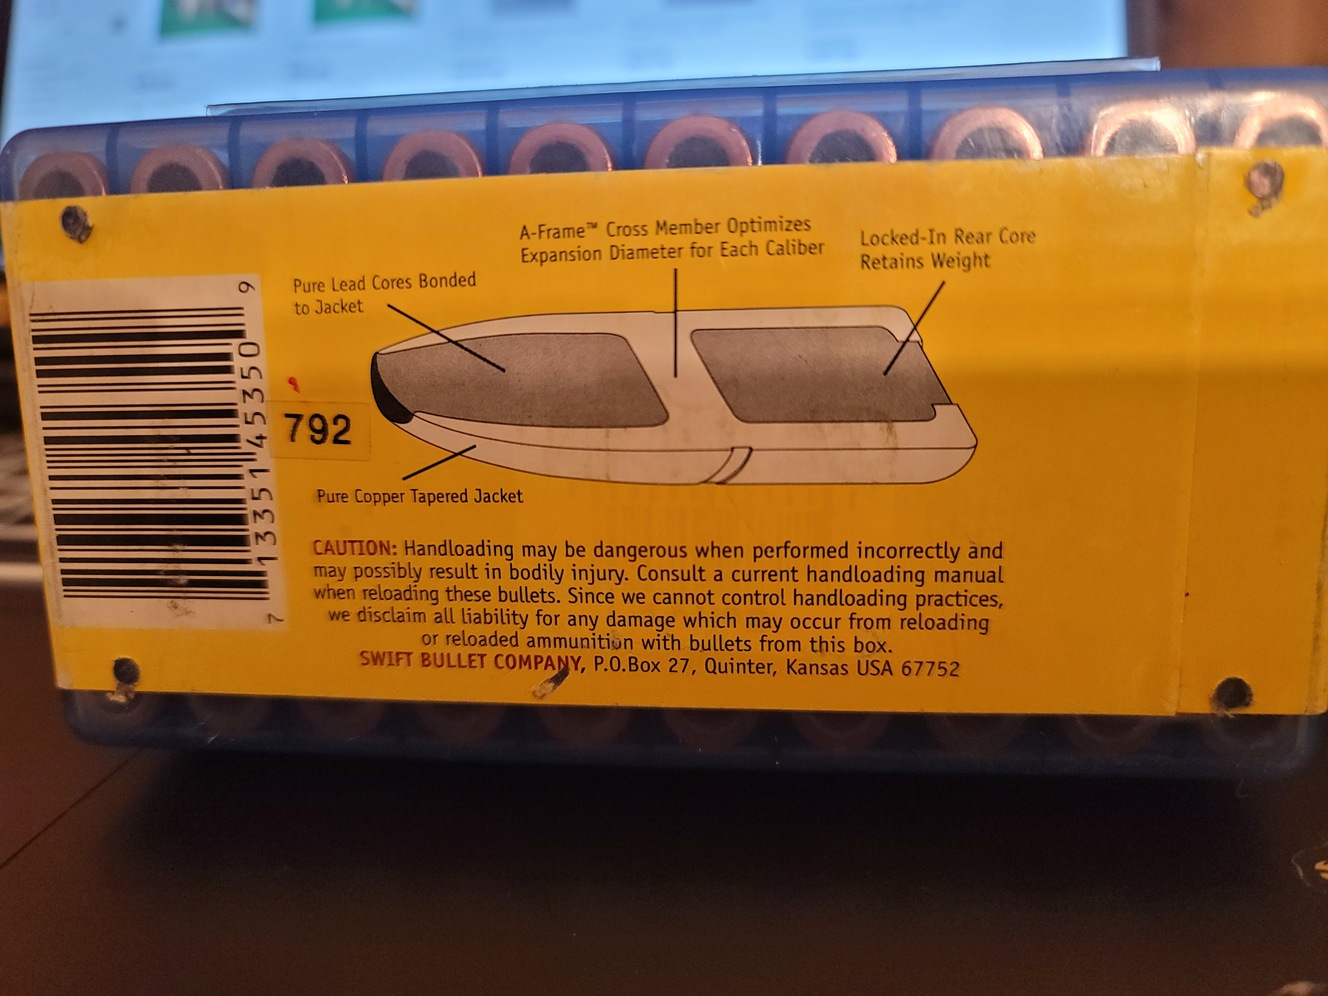 A-Frame™ Cross Member Optimizes
Expansion Diameter for Each Caliber
Locked-In Rear Core
Retains Weight
Pure Lead Cores Bonded
to Jacket
7 13351 45350 9
792
Pure Copper Tapered Jacket
CAUTION: Handloading may be dangerous when performed incorrectly and
may possibly result in bodily injury. Consult a current handloading manual
when reloading these bullets. Since we cannot control handloading practices,
we disclaim all liability for any damage which may occur from reloading
or reloaded ammunition with bullets from this box.
SWIFT BULLET COMPANY, P.O.Box 27, Quinter, Kansas USA 67752